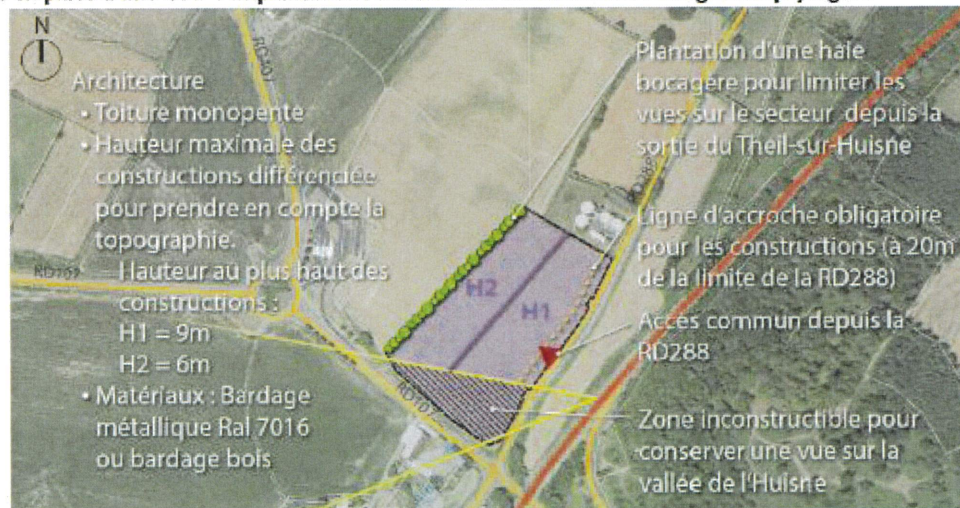 N
Architecture
• Toiture monopente
• Hauteur maximale des
constructions différenciée
pour prendre en compte la
topographie.
Hauteur au plus haut des
constructions :
H1 = 9m
H2 = 6m
• Matériaux : Bardage
métallique Ral 7016
ou bardage bois
H2
H1
RD107
RD288
Plantation d'une haie
bocagère pour limiter les
vues sur le secteur depuis la
sortie du Theil-sur-Huisne
Ligne d'accroche obligatoire
pour les constructions (à 20m
de la limite de la RD288)
Accès commun depuis la
RD288
Zone inconstructible pour
conserver une vue sur la
vallée de l'Huisne